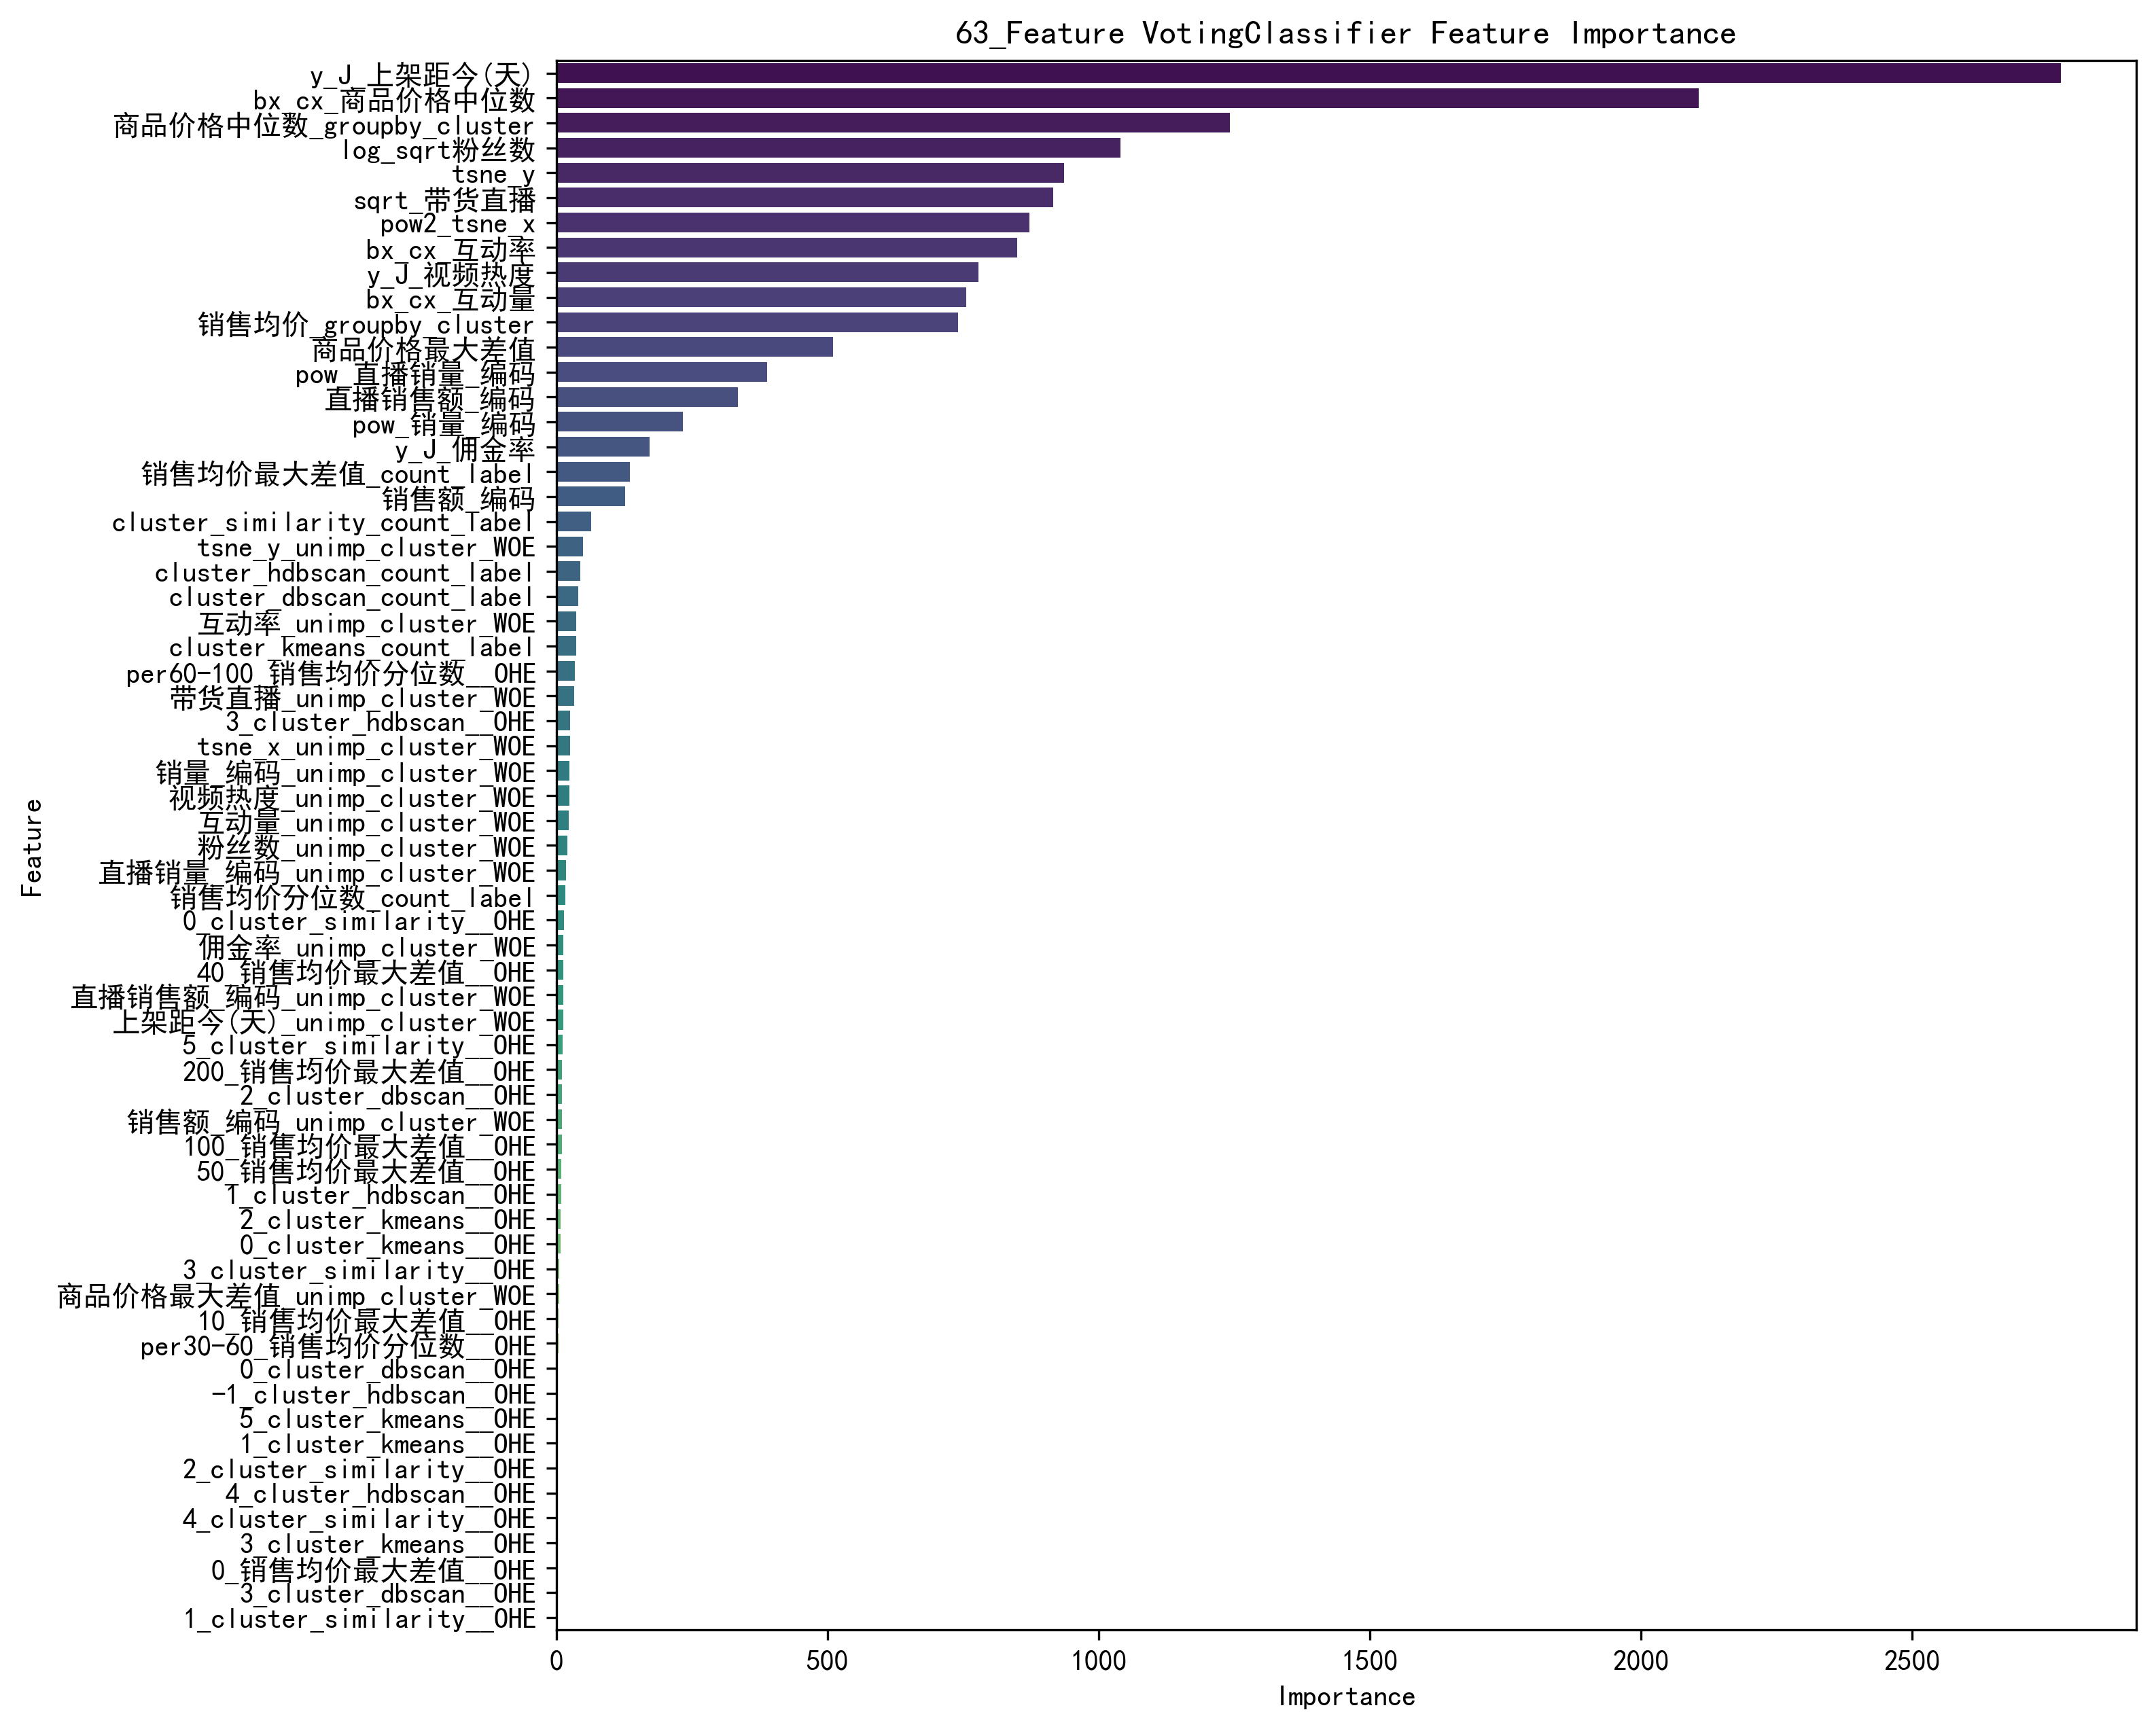 63_Feature VotingClassifier Feature Importance
y_J_上架距今(天)
bx_cx_商品价格中位数
商品价格中位数_groupby_cluster
log_sqrt粉丝数
tsne_y
sqrt_带货直播
pow2_tsne_x
bx_cx_互动率
y_J_视频热度
bx_cx_互动量
销售均价_groupby_cluster
商品价格最大差值
pow_直播销量_编码
直播销售额_编码
pow_销量_编码
y_J_佣金率
销售均价最大差值_count_label
销售额_编码
cluster_similarity_count_label
tsne_y_unimp_cluster_WOE
cluster_hdbscan_count_label
cluster_dbscan_count_label
互动率_unimp_cluster_WOE
cluster_kmeans_count_label
per60-100_销售均价分位数__OHE
带货直播_unimp_cluster_WOE
3_cluster_hdbscan__OHE
tsne_x_unimp_cluster_WOE
销量_编码_unimp_cluster_WOE
视频热度_unimp_cluster_WOE
互动量_unimp_cluster_WOE
粉丝数_unimp_cluster_WOE
直播销量_编码_unimp_cluster_WOE
销售均价分位数_count_label
0_cluster_similarity__OHE
佣金率_unimp_cluster_WOE
40_销售均价最大差值__OHE
直播销售额_编码_unimp_cluster_WOE
上架距今(天)_unimp_cluster_WOE
5_cluster_similarity__OHE
200_销售均价最大差值__OHE
2_cluster_dbscan__OHE
销售额_编码_unimp_cluster_WOE
100_销售均价最大差值__OHE
50_销售均价最大差值__OHE
1_cluster_hdbscan__OHE
2_cluster_kmeans__OHE
0_cluster_kmeans__OHE
3_cluster_similarity__OHE
商品价格最大差值_unimp_cluster_WOE
10_销售均价最大差值__OHE
per30-60_销售均价分位数__OHE
0_cluster_dbscan__OHE
-1_cluster_hdbscan__OHE
5_cluster_kmeans__OHE
1_cluster_kmeans__OHE
2_cluster_similarity__OHE
4_cluster_hdbscan__OHE
4_cluster_similarity__OHE
3_cluster_kmeans__OHE
0_销售均价最大差值__OHE
3_cluster_dbscan__OHE
1_cluster_similarity__OHE
Feature
0 500 1000 1500 2000 2500
Importance